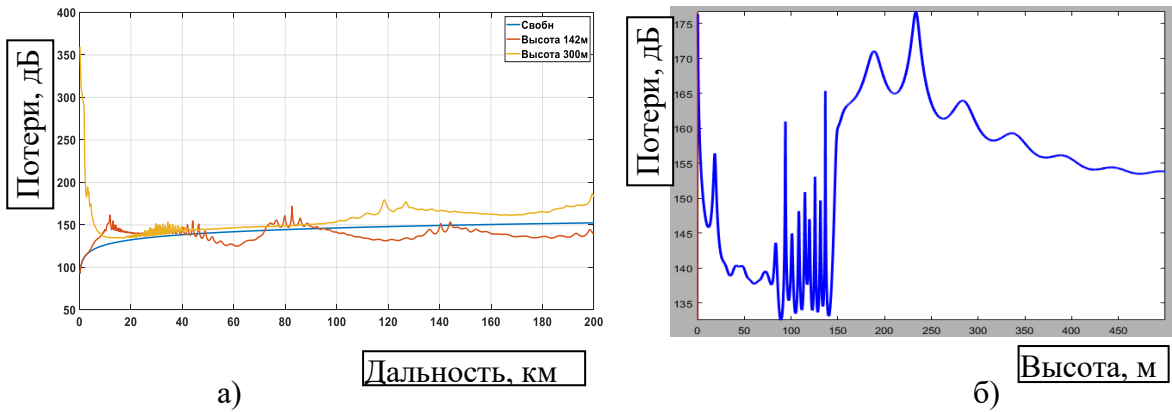 Потери, дБ
400
350
300
250
200
150
100
50
0 20 40 60 80 100 120 140 160 180 200
Свобн
Высота 142м
Высота 300м
Дальность, км
а)
Потери, дБ
175
170
165
160
155
150
145
140
135
0 50 100 150 200 250 300 350 400 450
Высота, м
б)